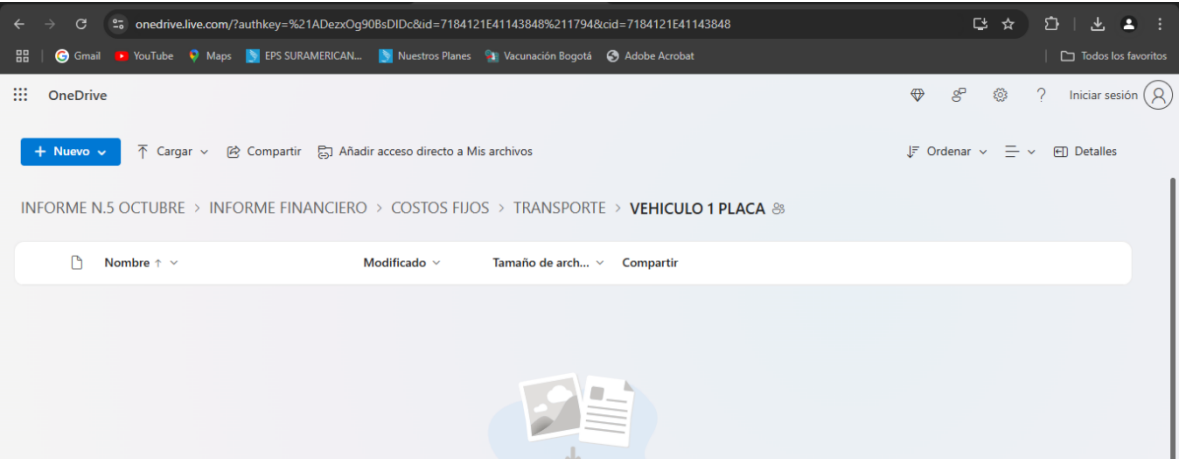 onedrive.live.com/?authkey=%21ADezxOg90BsDIDc&id=7184121E41143848%211794&cid=7184121E41143848
Gmail YouTube Maps EPS SURAMERICAN... Nuestros Planes Vacunación Bogotá Adobe Acrobat Todos los favoritos
OneDrive ? Iniciar sesión
+ Nuevo Cargar Compartir Añadir acceso directo a Mis archivos Ordenar Detalles
INFORME N.5 OCTUBRE > INFORME FINANCIERO > COSTOS FIJOS > TRANSPORTE > VEHICULO 1 PLACA
Nombre ↑ Modificado Tamaño de arch... Compartir